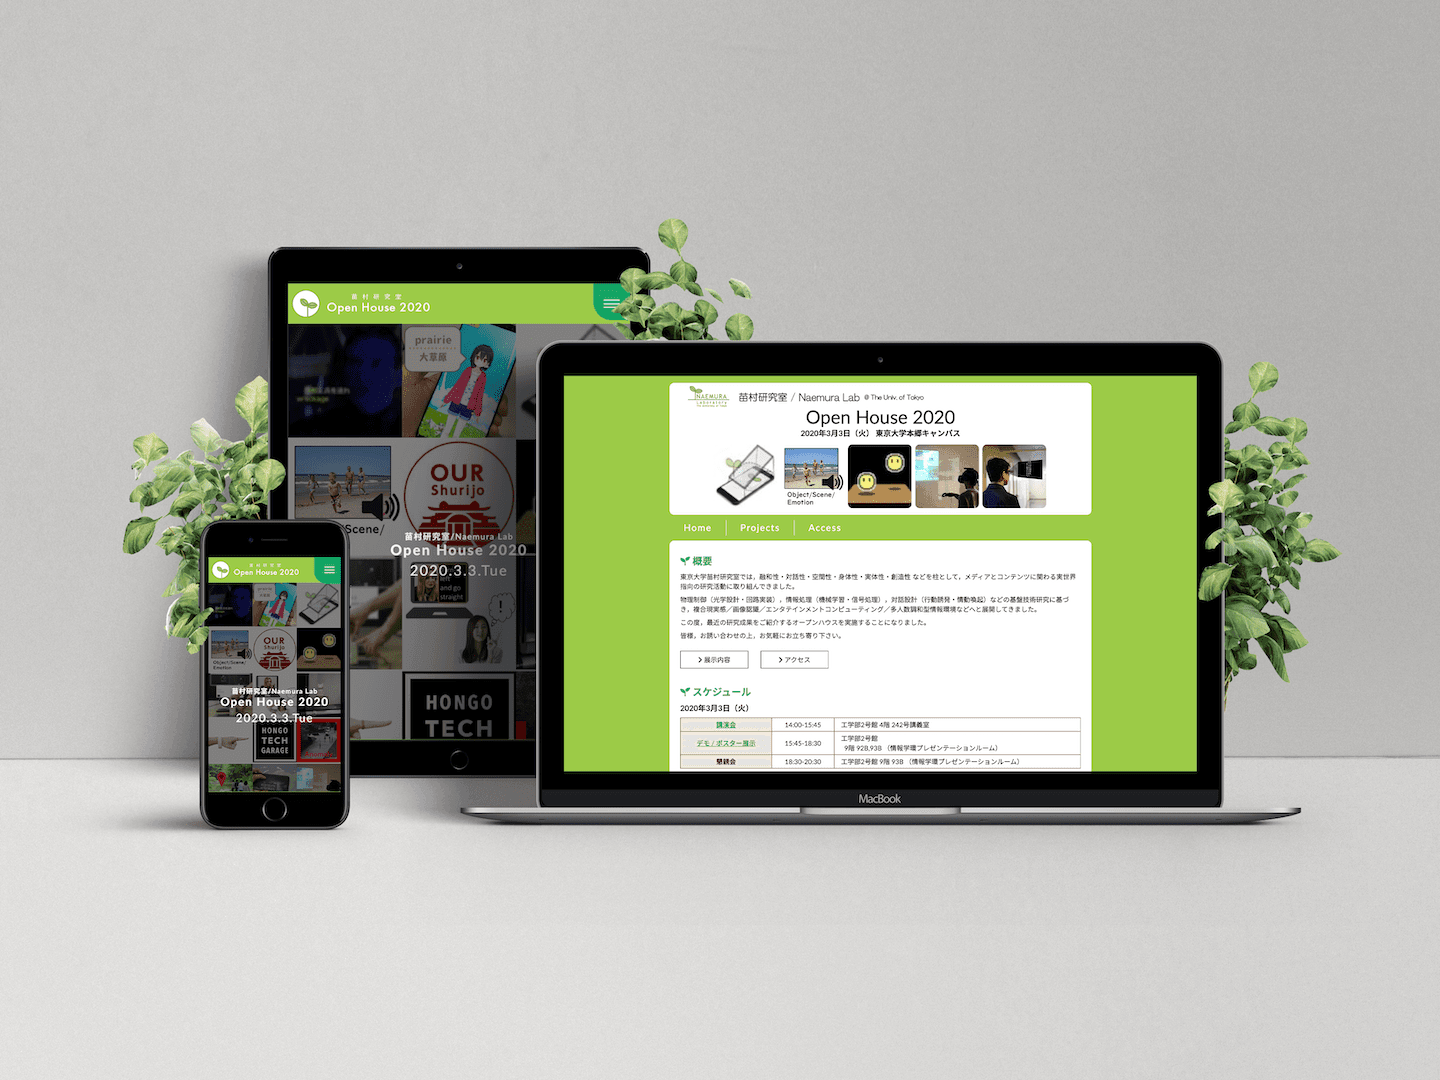 苗村研究室
Open House 2020
prairie
大草原
OUR
Shurijo
Scene/
苗村研究室/Naemura Lab
Open House 2020
2020.3.3.Tue
left
and go
straight
HONGO
TECH
苗村研究室
Open House 2020
OUR
Shurijo
Object/Scene/
Emotion
苗村研究室/Naemura Lab
Open House 2020
2020.3.3.Tue
HONGO
TECH
GARAGE
NAEMURA
Laboratory
苗村研究室 / Naemura Lab @ The Univ. of Tokyo
Open House 2020
2020年3月3日（火） 東京大学本郷キャンパス
Object/Scene/
Emotion
Home Projects Access
概要
東京大学苗村研究室では，融和性・対話性・空間性・身体性・実体性・創造性 などを柱として，メディアとコンテンツに関わる実世界
指向の研究活動に取り組んできました。
物理制御（光学設計・回路実装），情報処理（機械学習・信号処理），対話設計（行動誘発・情動喚起）などの基盤技術研究に基づ
き，複合現実感／画像認識／エンタテインメントコンピューティング／多人数調和型情報環境などへと展開してきました。
この度，最近の研究成果をご紹介するオープンハウスを実施することになりました。
皆様，お誘い合わせの上，お気軽にお立ち寄り下さい。
展示内容 アクセス
スケジュール
2020年3月3日（火）
講演会 14:00-15:45 工学部2号館 4階 242号講義室
デモ / ポスター展示 15:45-18:30 工学部2号館
9階 92B,93B （情報学環プレゼンテーションルーム）
懇親会 18:30-20:30 工学部2号館 9階 93B （情報学環プレゼンテーションルーム）
MacBook